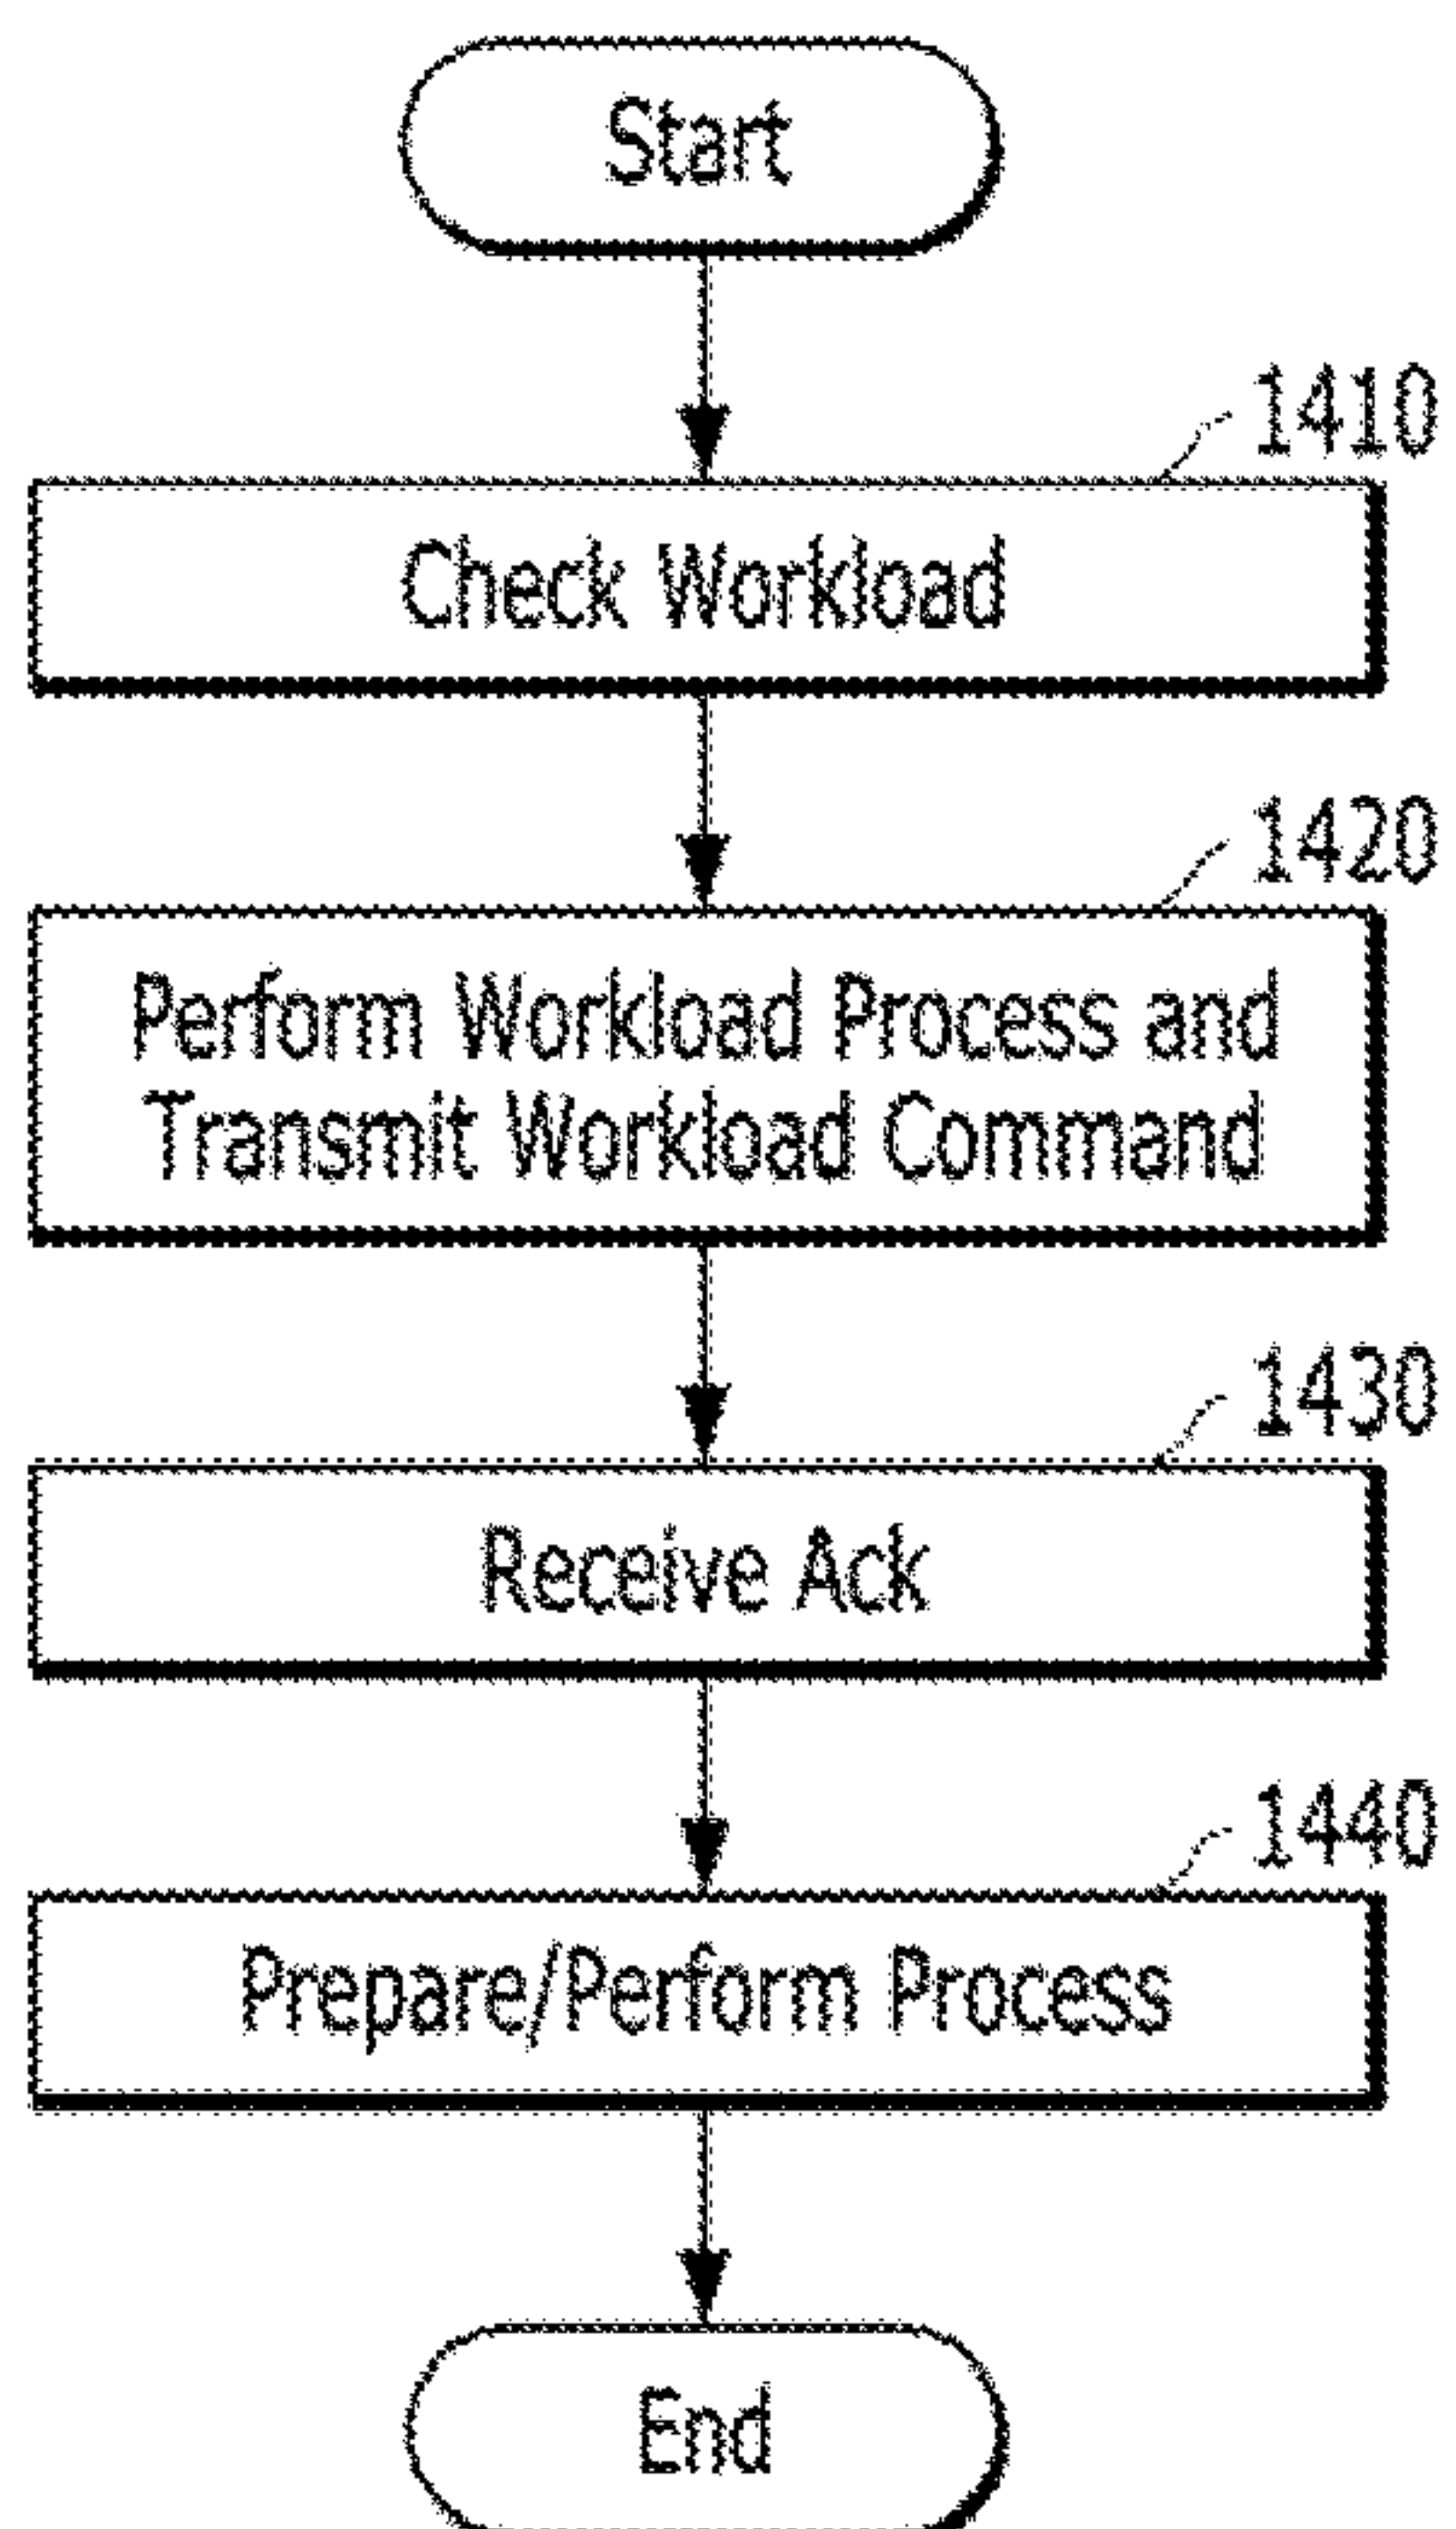 Start
1410
Check Workload
1420
Perform Workload Process and
Transmit Workload Command
1430
Receive Ack
1440
Prepare/Perform Process
End